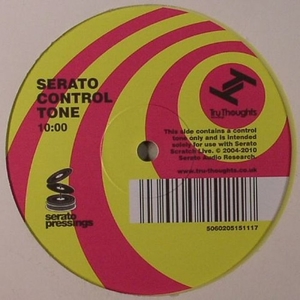 SERATO
CONTROL
TONE
10:00
Tru Thoughts
This side contains a control
tone only and is intended
solely for use with Serato
Scratch Live. © 2004-2010
Serato Audio Research.
www.tru-thoughts.co.uk
serato
pressings
5060205151117